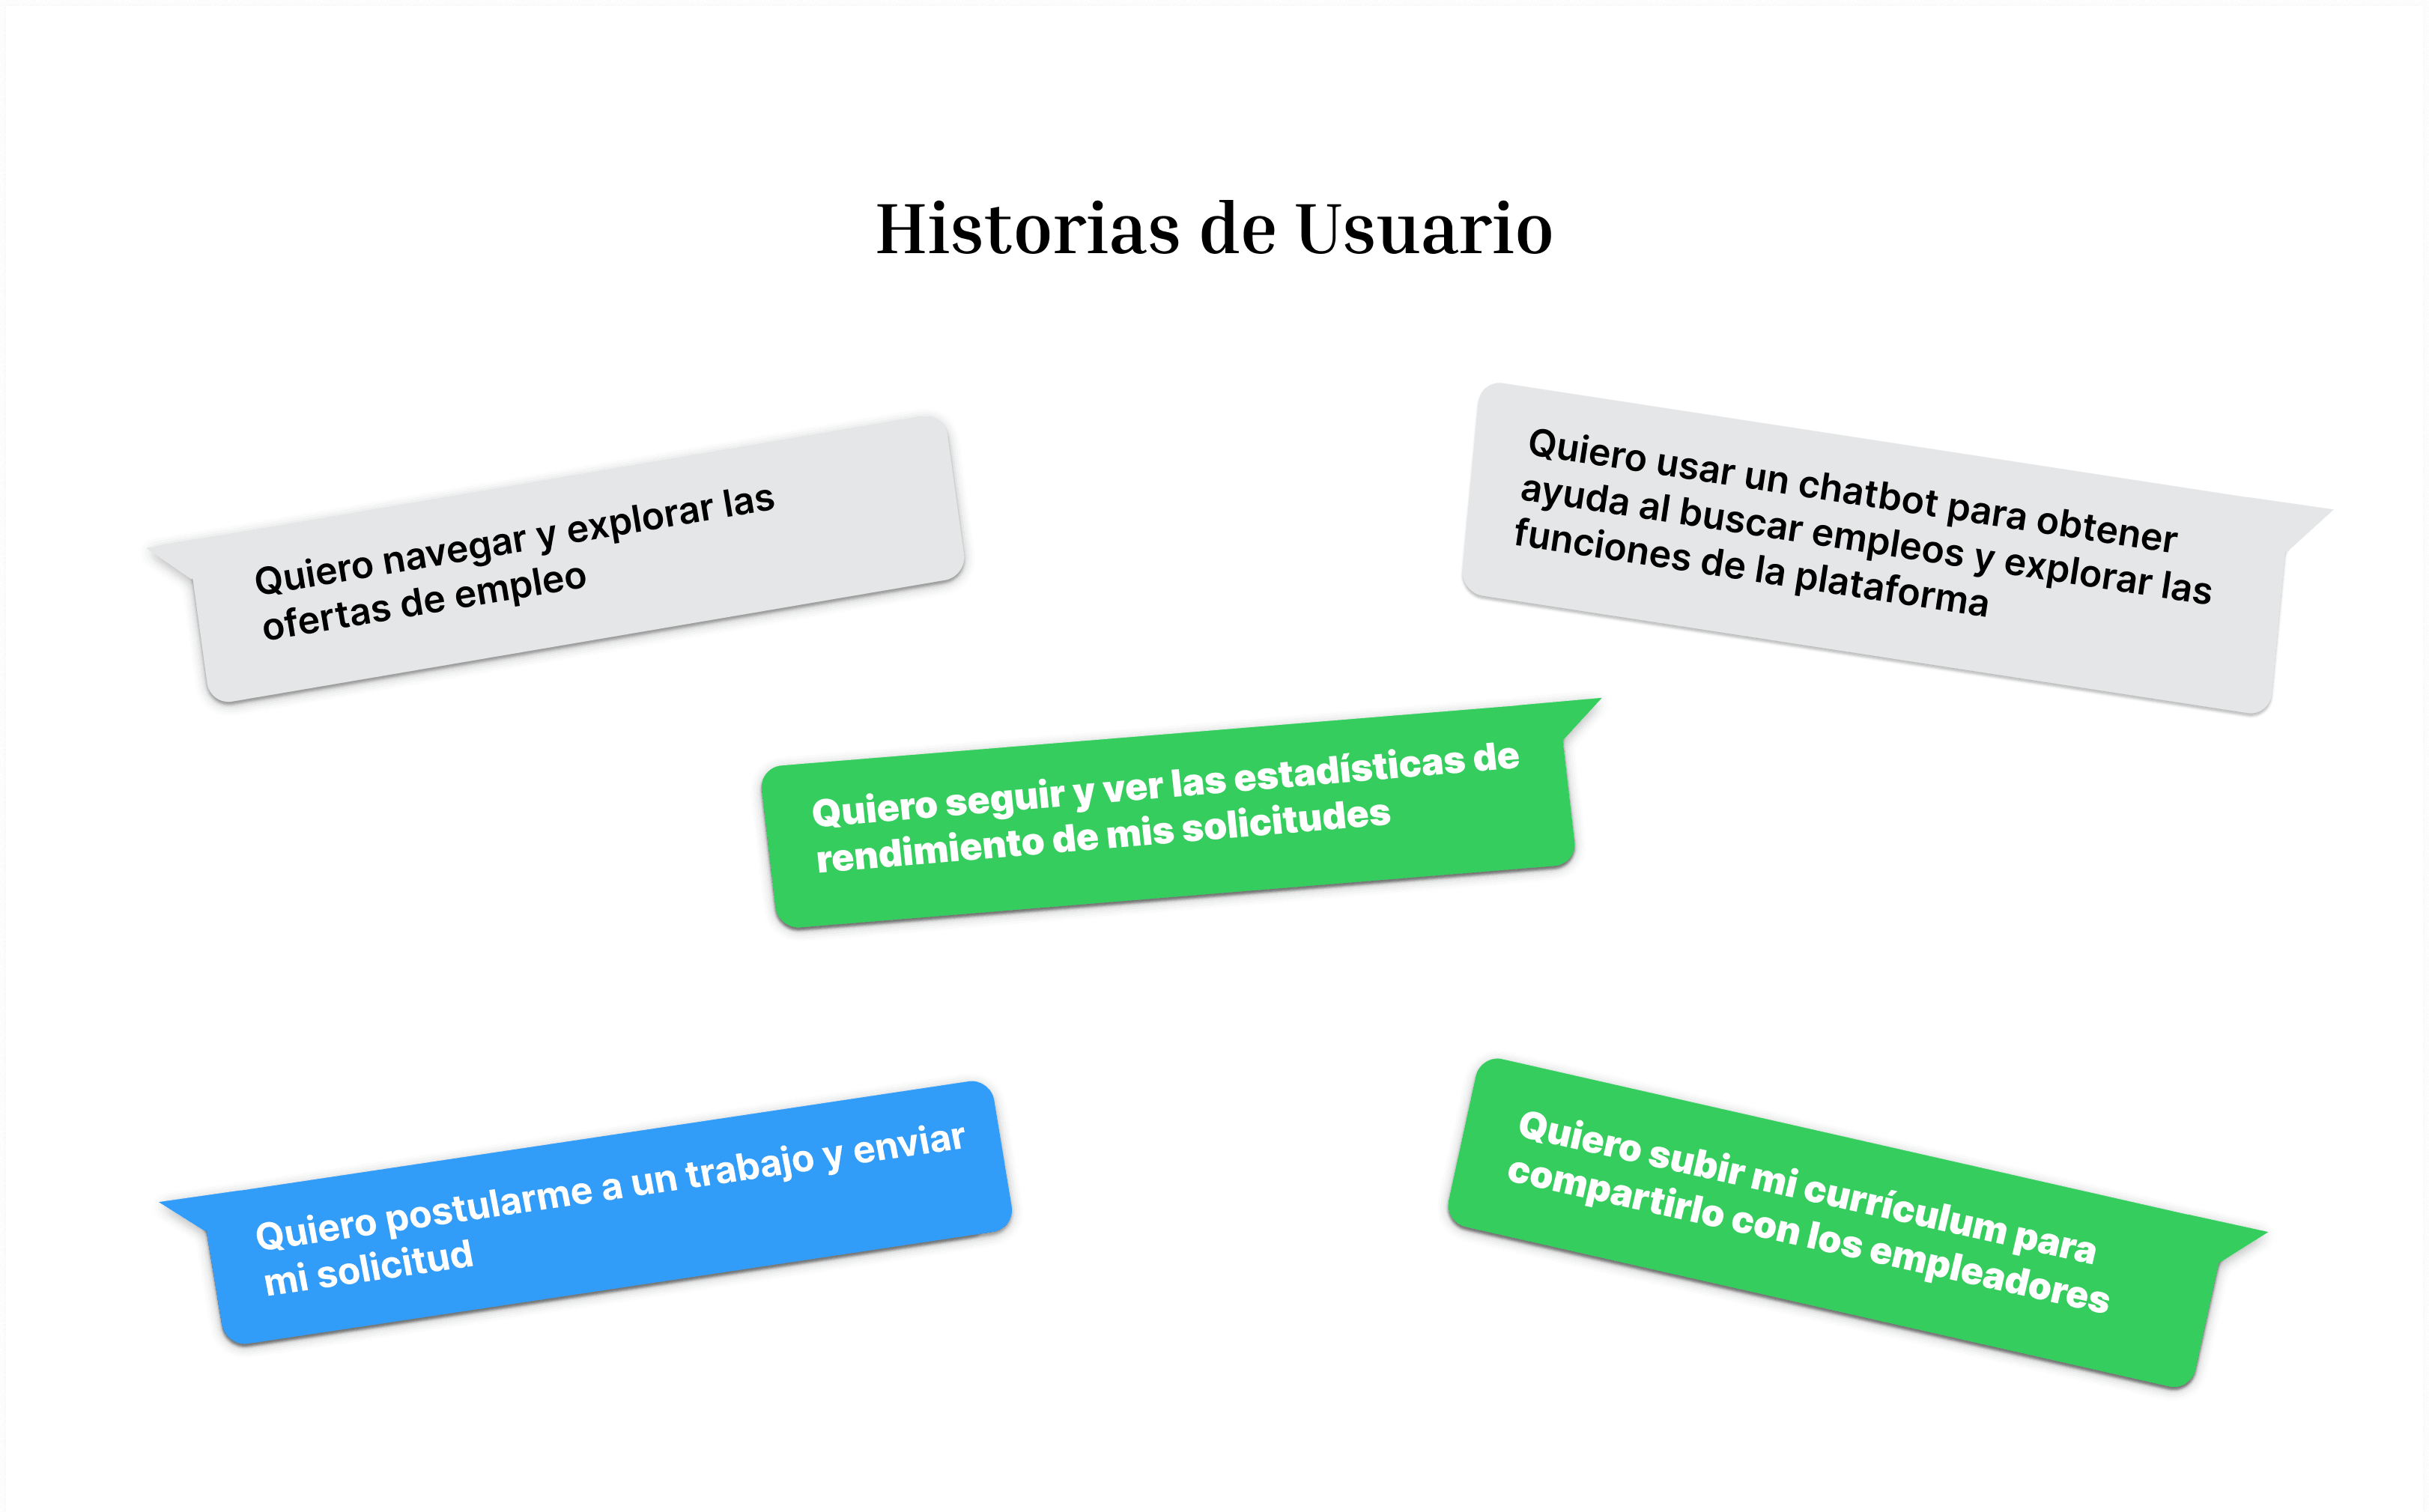 Historias de Usuario
Quiero navegar y explorar las
ofertas de empleo
Quiero usar un chatbot para obtener
ayuda al buscar empleos y explorar las
funciones de la plataforma
Quiero seguir y ver las estadísticas de
rendimiento de mis solicitudes
Quiero postularme a un trabajo y enviar
mi solicitud
Quiero subir mi currículum para
compartirlo con los empleadores